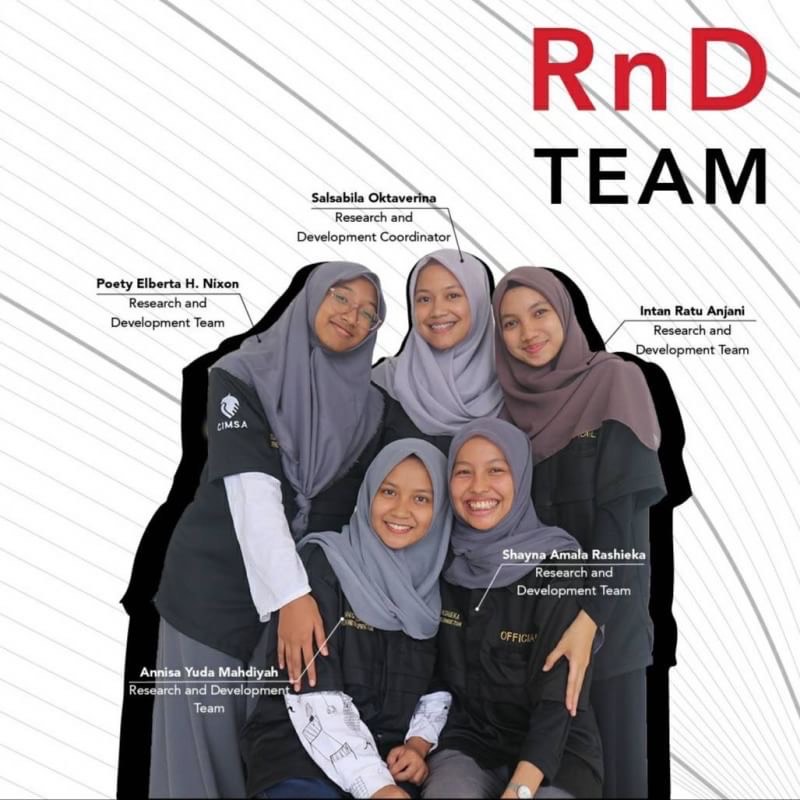 RnD
TEAM
Salsabila Oktaverina
Research and
Development Coordinator
Poety Elberta H. Nixon
Research and
Development Team
Intan Ratu Anjani
Research and
Development Team
CIMSA
Shayna Amala Rashieka
Research and
Development Team
OFFICIAL
Annisa Yuda Mahdiyah
Research and Development
Team